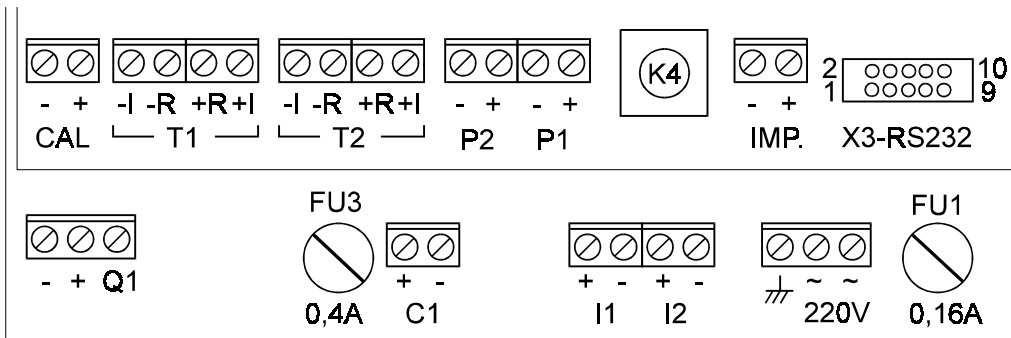 K4
2 10
1 9
- + -I -R +R +I -I -R +R +I - + - + - +
CAL T1 T2 P2 P1 IMP. X3-RS232
FU3 FU1
- + Q1 + - + - + - ~ ~
0,4A C1 I1 I2 220V 0,16A